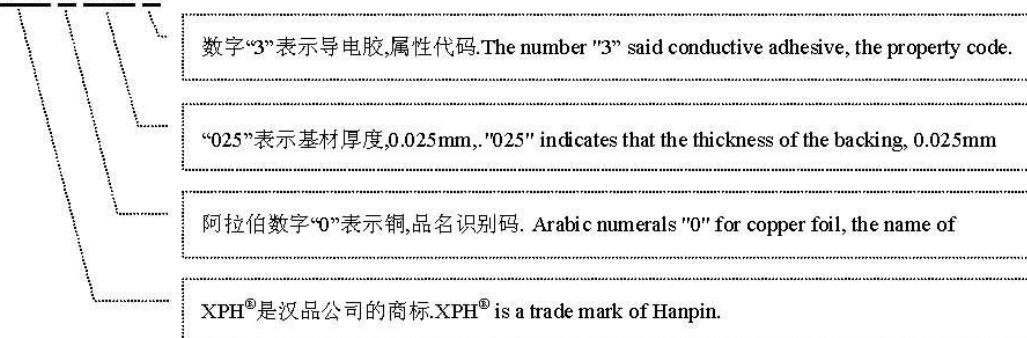 数字“3”表示导电胶,属性代码.The number "3" said conductive adhesive, the property code.
“025”表示基材厚度,0.025mm,."025" indicates that the thickness of the backing, 0.025mm
阿拉伯数字“0”表示铜,品名识别码. Arabic numerals "0" for copper foil, the name of
XPH®是汉品公司的商标.XPH® is a trade mark of Hanpin.